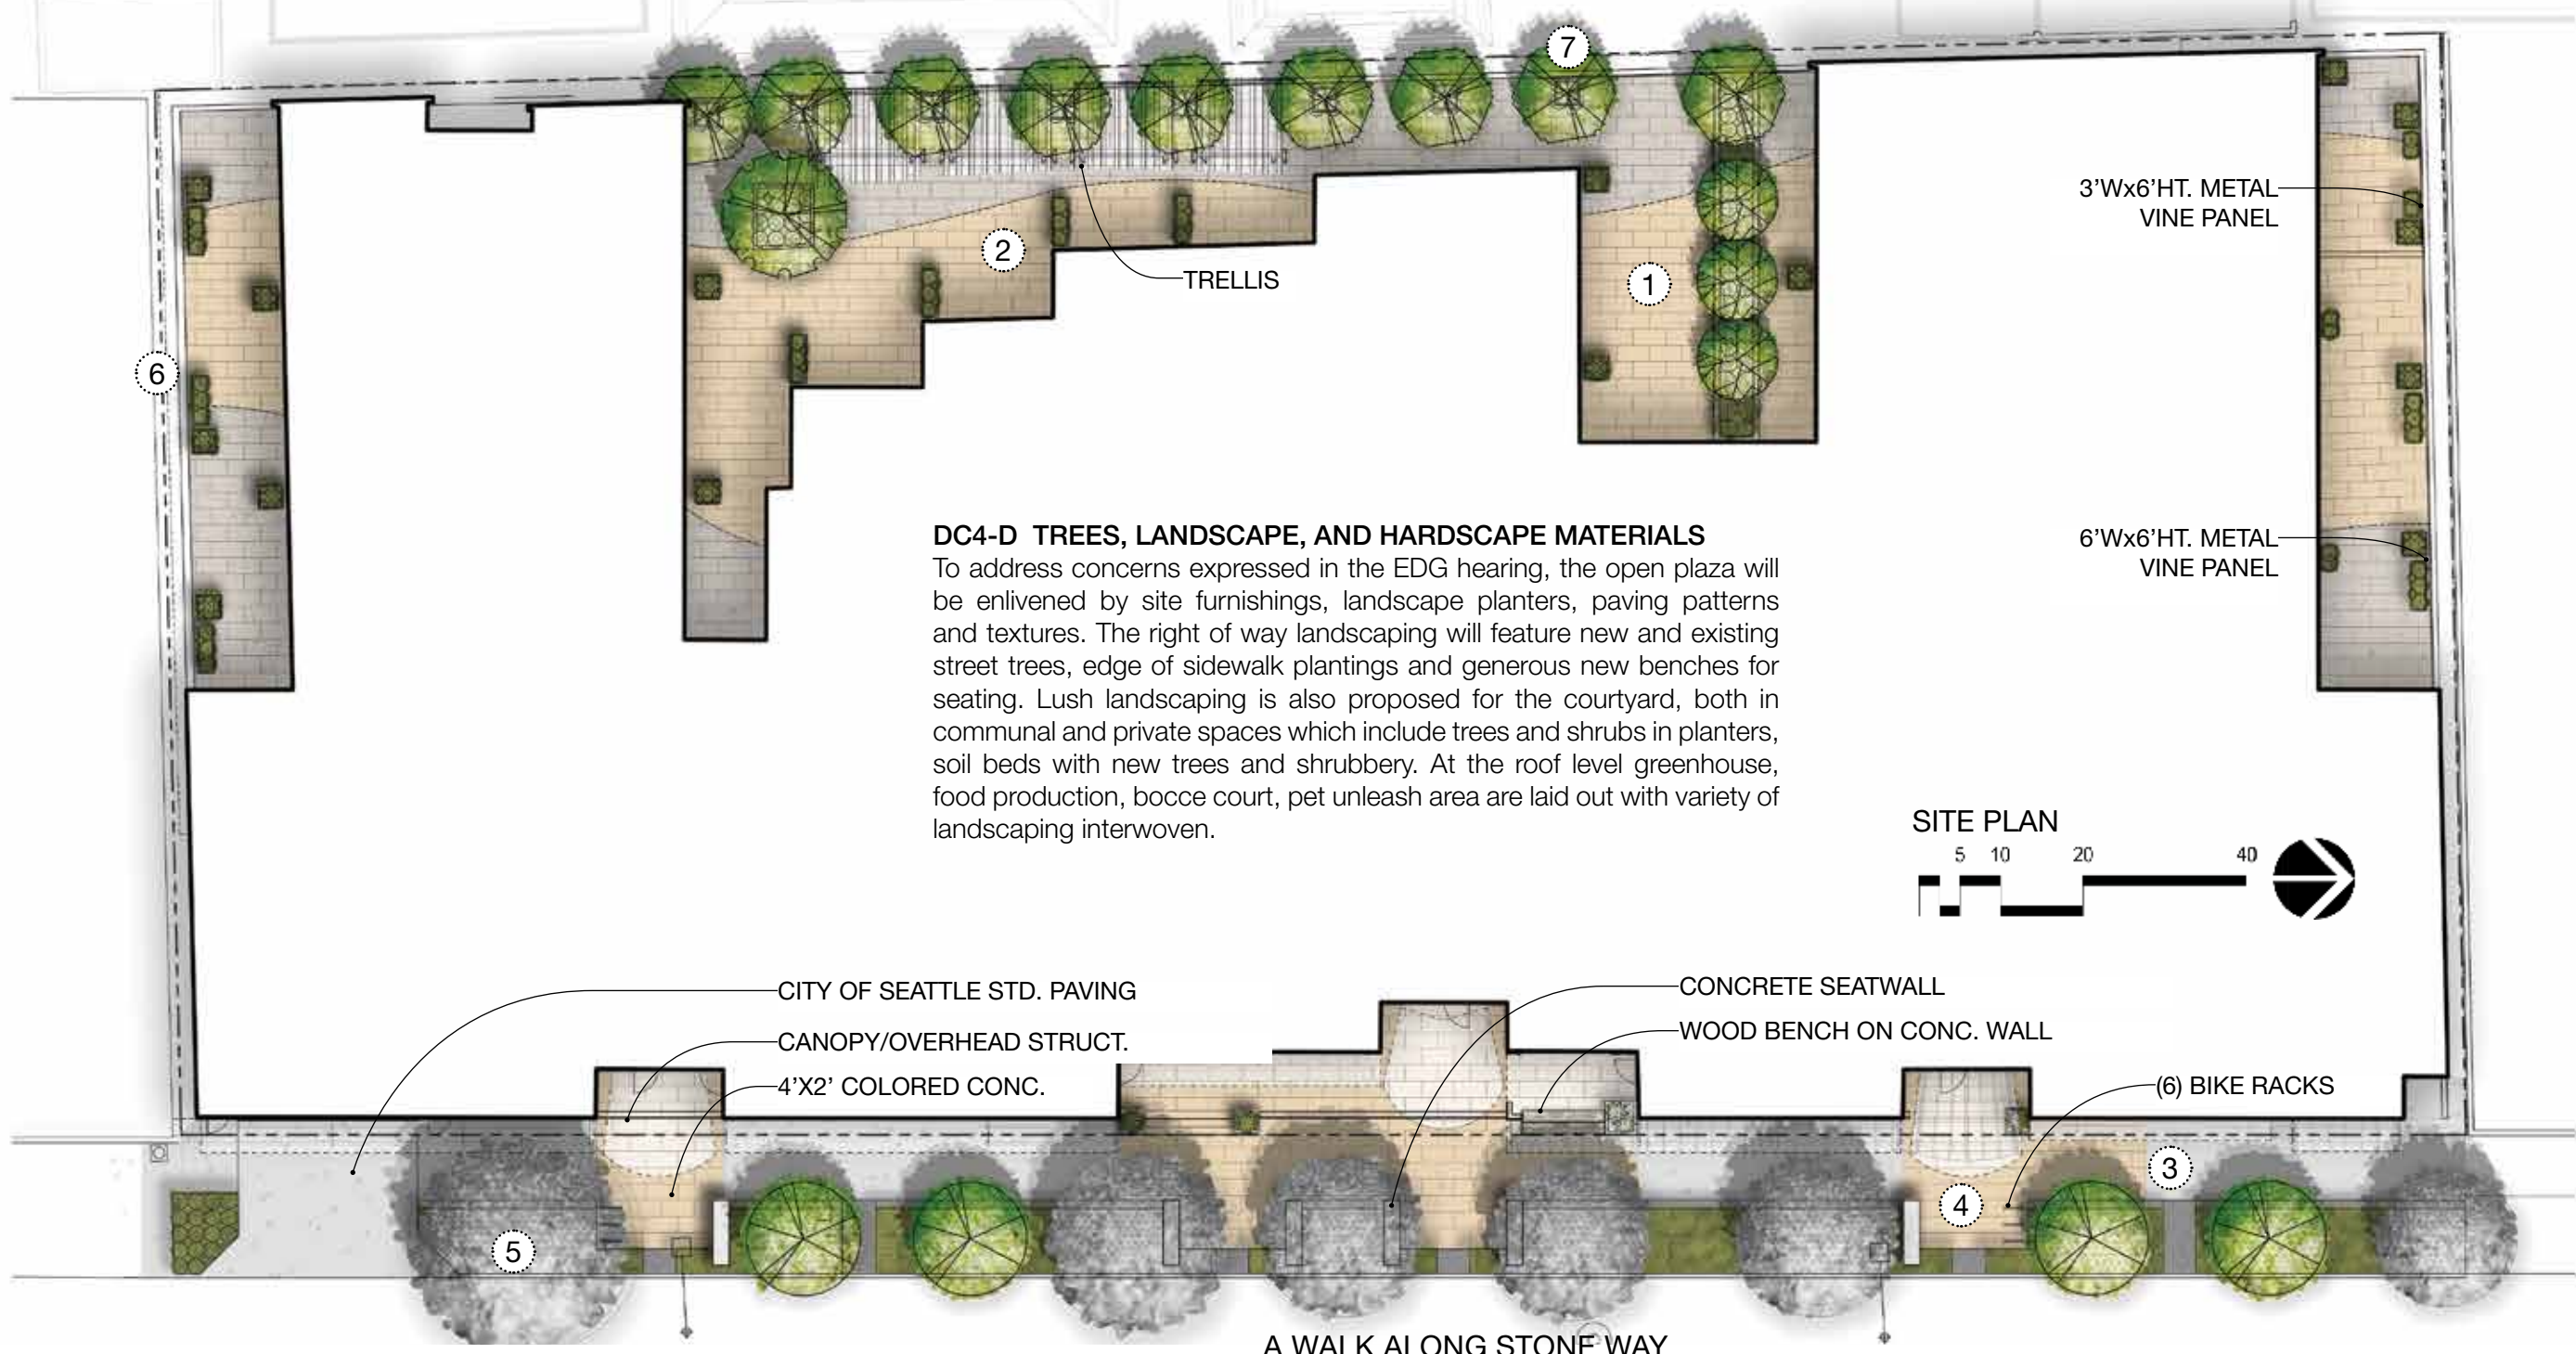 7
3'Wx6'HT. METAL
VINE PANEL
2
TRELLIS
1
6
DC4-D TREES, LANDSCAPE, AND HARDSCAPE MATERIALS
To address concerns expressed in the EDG hearing, the open plaza will
be enlivened by site furnishings, landscape planters, paving patterns
and textures. The right of way landscaping will feature new and existing
street trees, edge of sidewalk plantings and generous new benches for
seating. Lush landscaping is also proposed for the courtyard, both in
communal and private spaces which include trees and shrubs in planters,
soil beds with new trees and shrubbery. At the roof level greenhouse,
food production, bocce court, pet unleash area are laid out with variety of
landscaping interwoven.
6'Wx6'HT. METAL
VINE PANEL
SITE PLAN
5 10 20 40
CITY OF SEATTLE STD. PAVING
CANOPY/OVERHEAD STRUCT.
4'X2' COLORED CONC.
CONCRETE SEATWALL
WOOD BENCH ON CONC. WALL
(6) BIKE RACKS
3
4
5
A WALK ALONG STONE WAY